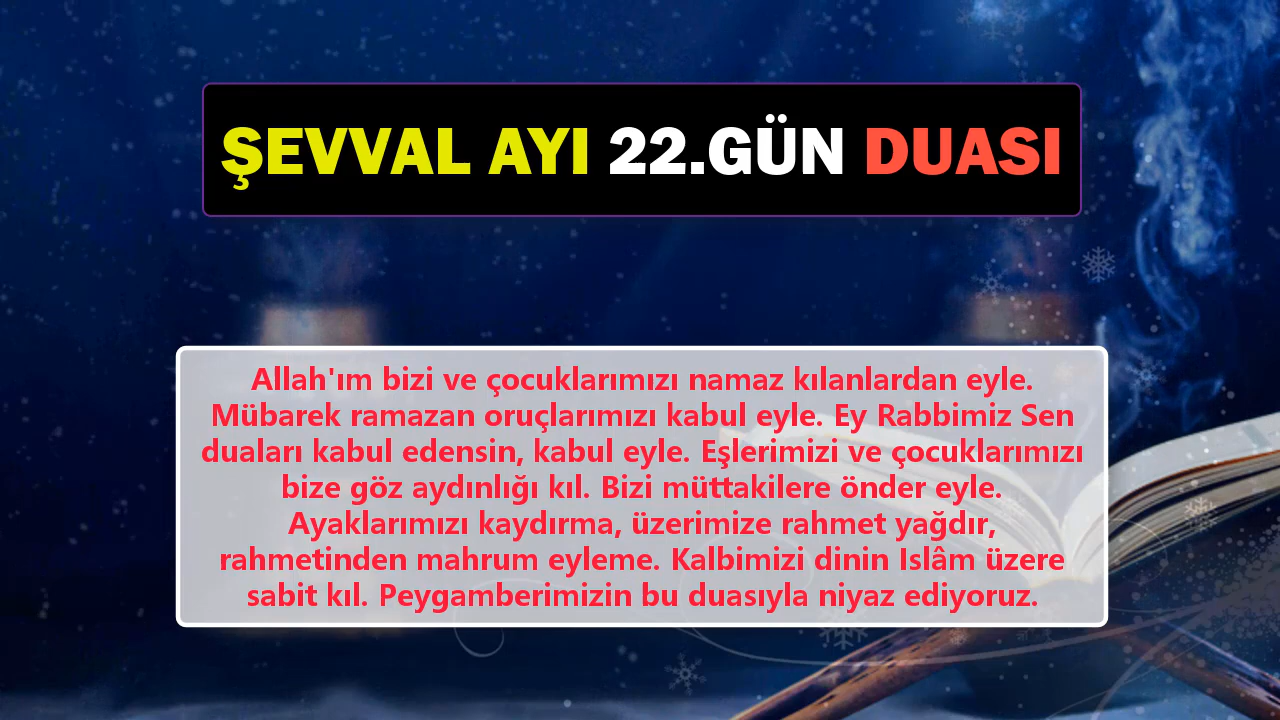 ŞEVVAL AYI 22.GÜN DUASI
Allah'ım bizi ve çocuklarımızı namaz kılanlardan eyle.
Mübarek ramazan oruçlarımızı kabul eyle. Ey Rabbimiz Sen
duaları kabul edensin, kabul eyle. Eşlerimizi ve çocuklarımızı
bize göz aydınlığı kıl. Bizi müttakilere önder eyle.
Ayaklarımızı kaydırma, üzerimize rahmet yağdır,
rahmetinden mahrum eyleme. Kalbimizi dinin Islâm üzere
sabit kıl. Peygamberimizin bu duasıyla niyaz ediyoruz.